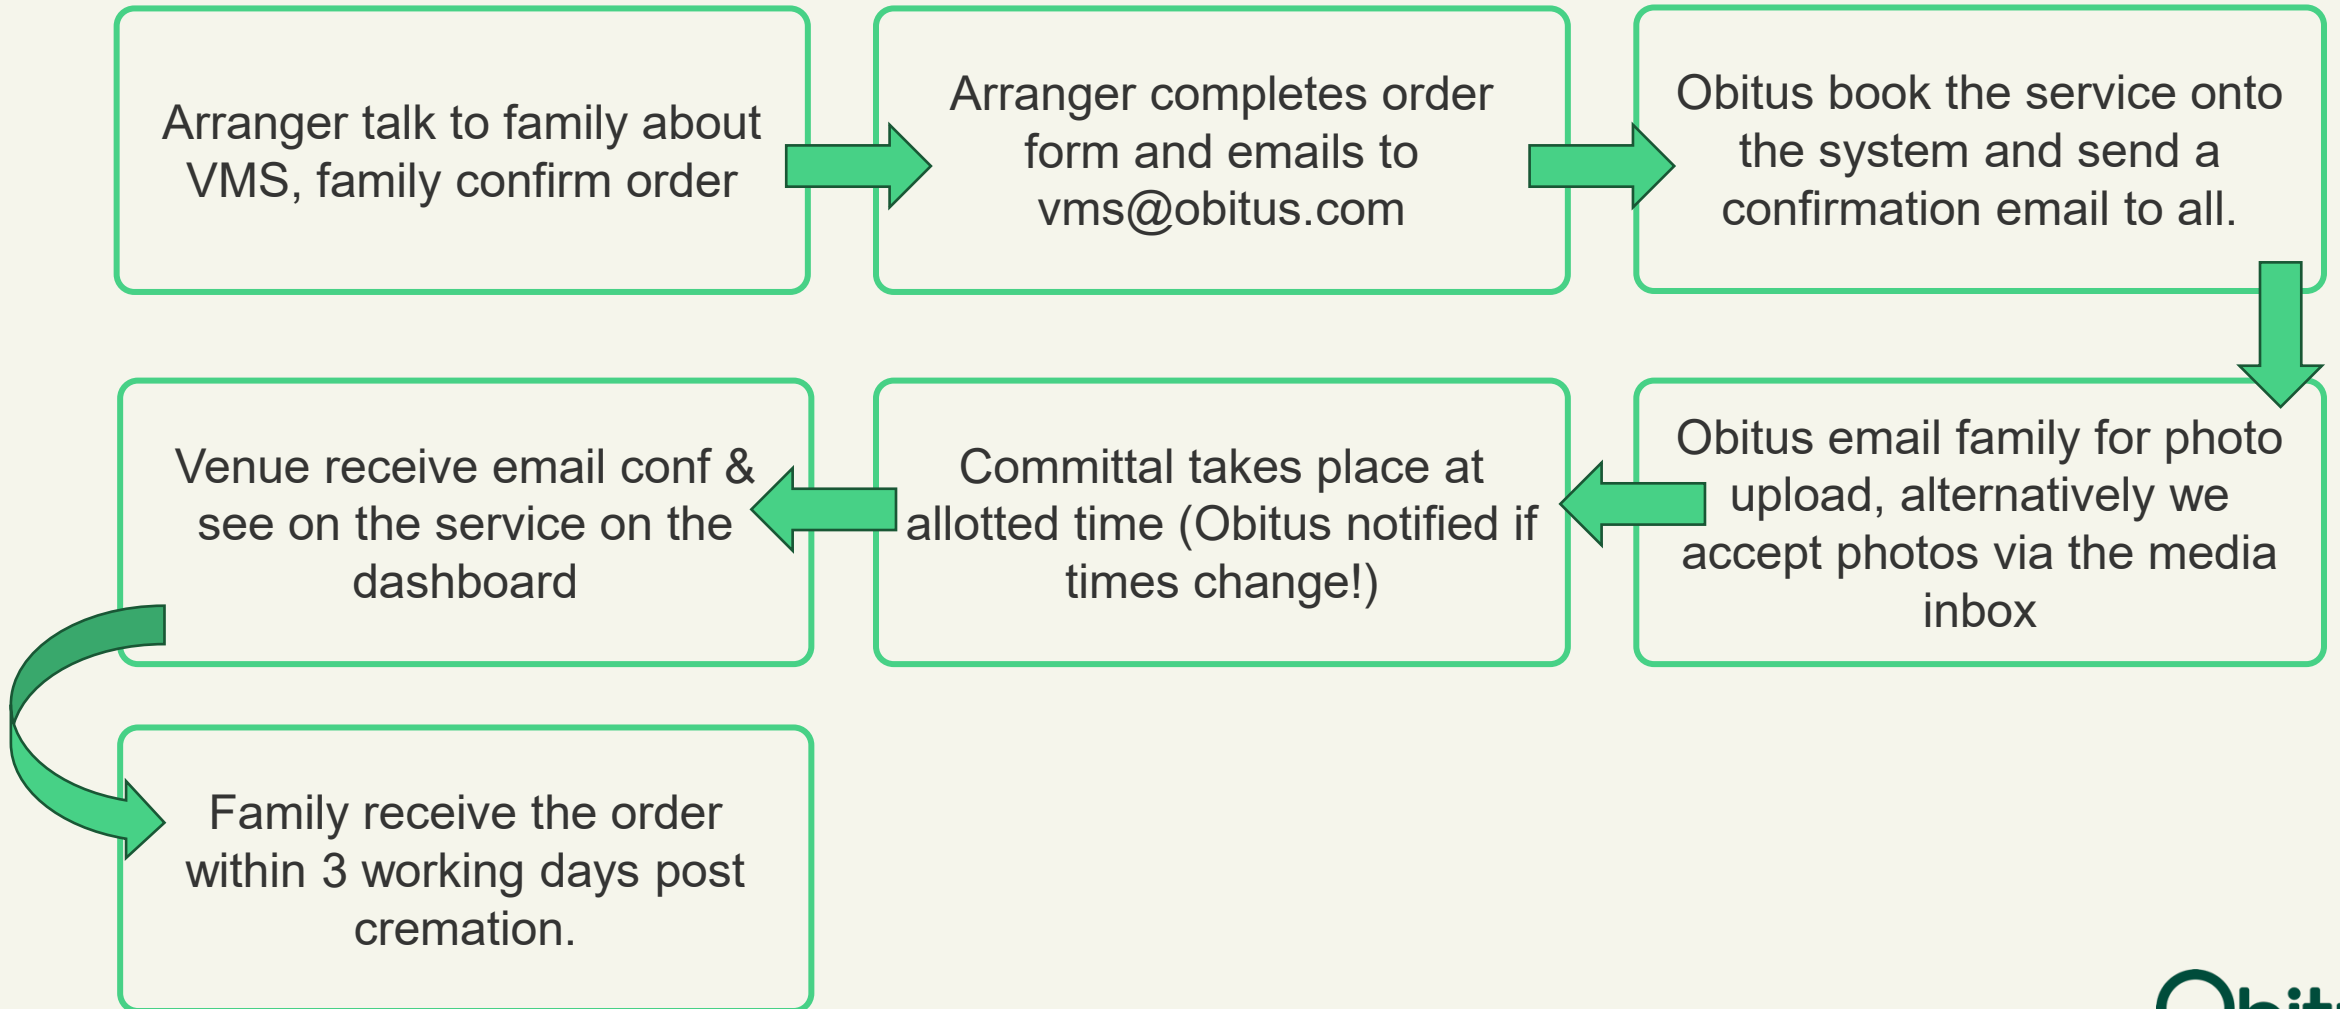 Arranger talk to family about
VMS, family confirm order
Arranger completes order
form and emails to
vms@obitus.com
Obitus book the service onto
the system and send a
confirmation email to all.
Obitus email family for photo
upload, alternatively we
accept photos via the media
inbox
Committal takes place at
allotted time (Obitus notified if
times change!)
Venue receive email conf &
see on the service on the
dashboard
Family receive the order
within 3 working days post
cremation.